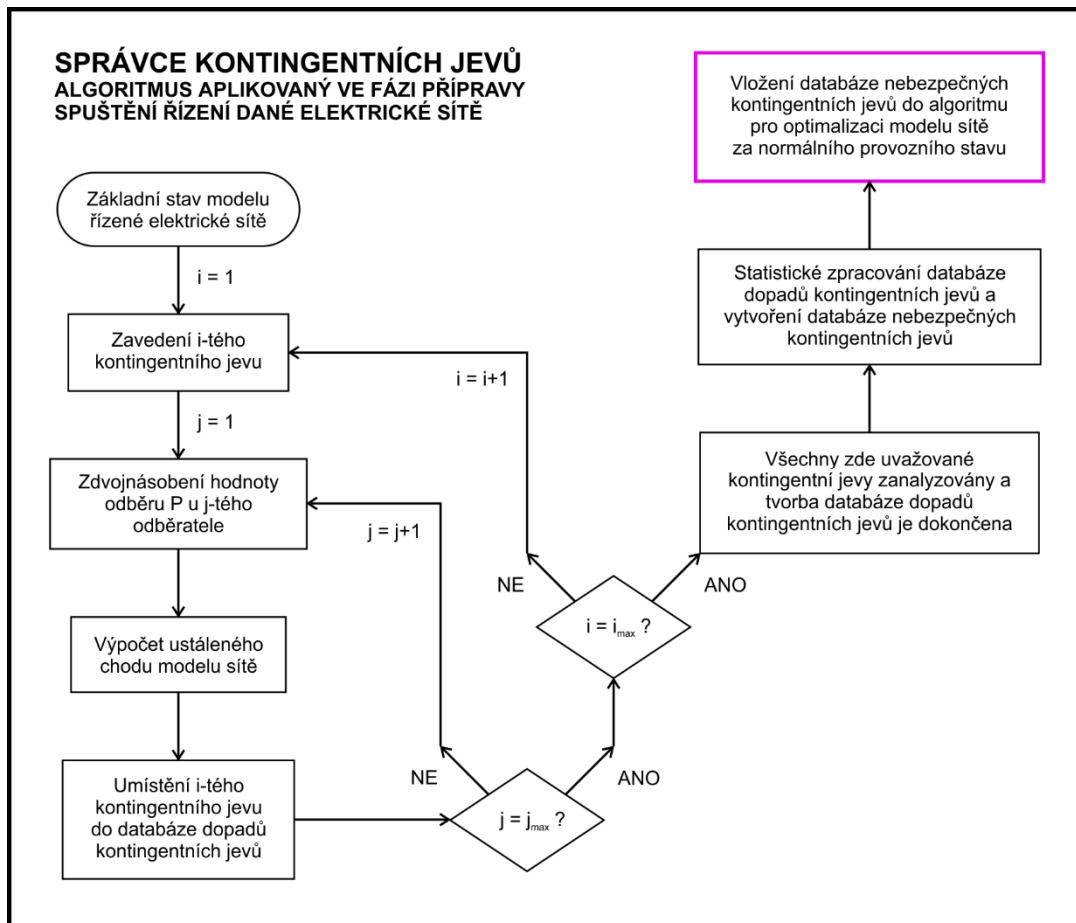 SPRÁVCE KONTINGENTNÍCH JEVŮ
ALGORITMUS APLIKOVANÝ VE FÁZI PŘÍPRAVY
SPUŠTĚNÍ ŘÍZENÍ DANÉ ELEKTRICKÉ SÍTĚ
Základní stav modelu
řízené elektrické sítě
i = 1
Zavedení i-tého
kontingentního jevu
j = 1
Zdvojnásobení hodnoty
odběru P u j-tého
odběratele
Výpočet ustáleného
chodu modelu sítě
Umístění i-tého
kontingentního jevu
do databáze dopadů
kontingentních jevů
j = jmax ?
NE
ANO
j = j+1
i = imax ?
NE
ANO
i = i+1
Všechny zde uvažované
kontingentní jevy zanalyzovány a
tvorba databáze dopadů
kontingentních jevů je dokončena
Statistické zpracování databáze
dopadů kontingentních jevů a
vytvoření databáze nebezpečných
kontingentních jevů
Vložení databáze nebezpečných
kontingentních jevů do algoritmu
pro optimalizaci modelu sítě
za normálního provozního stavu